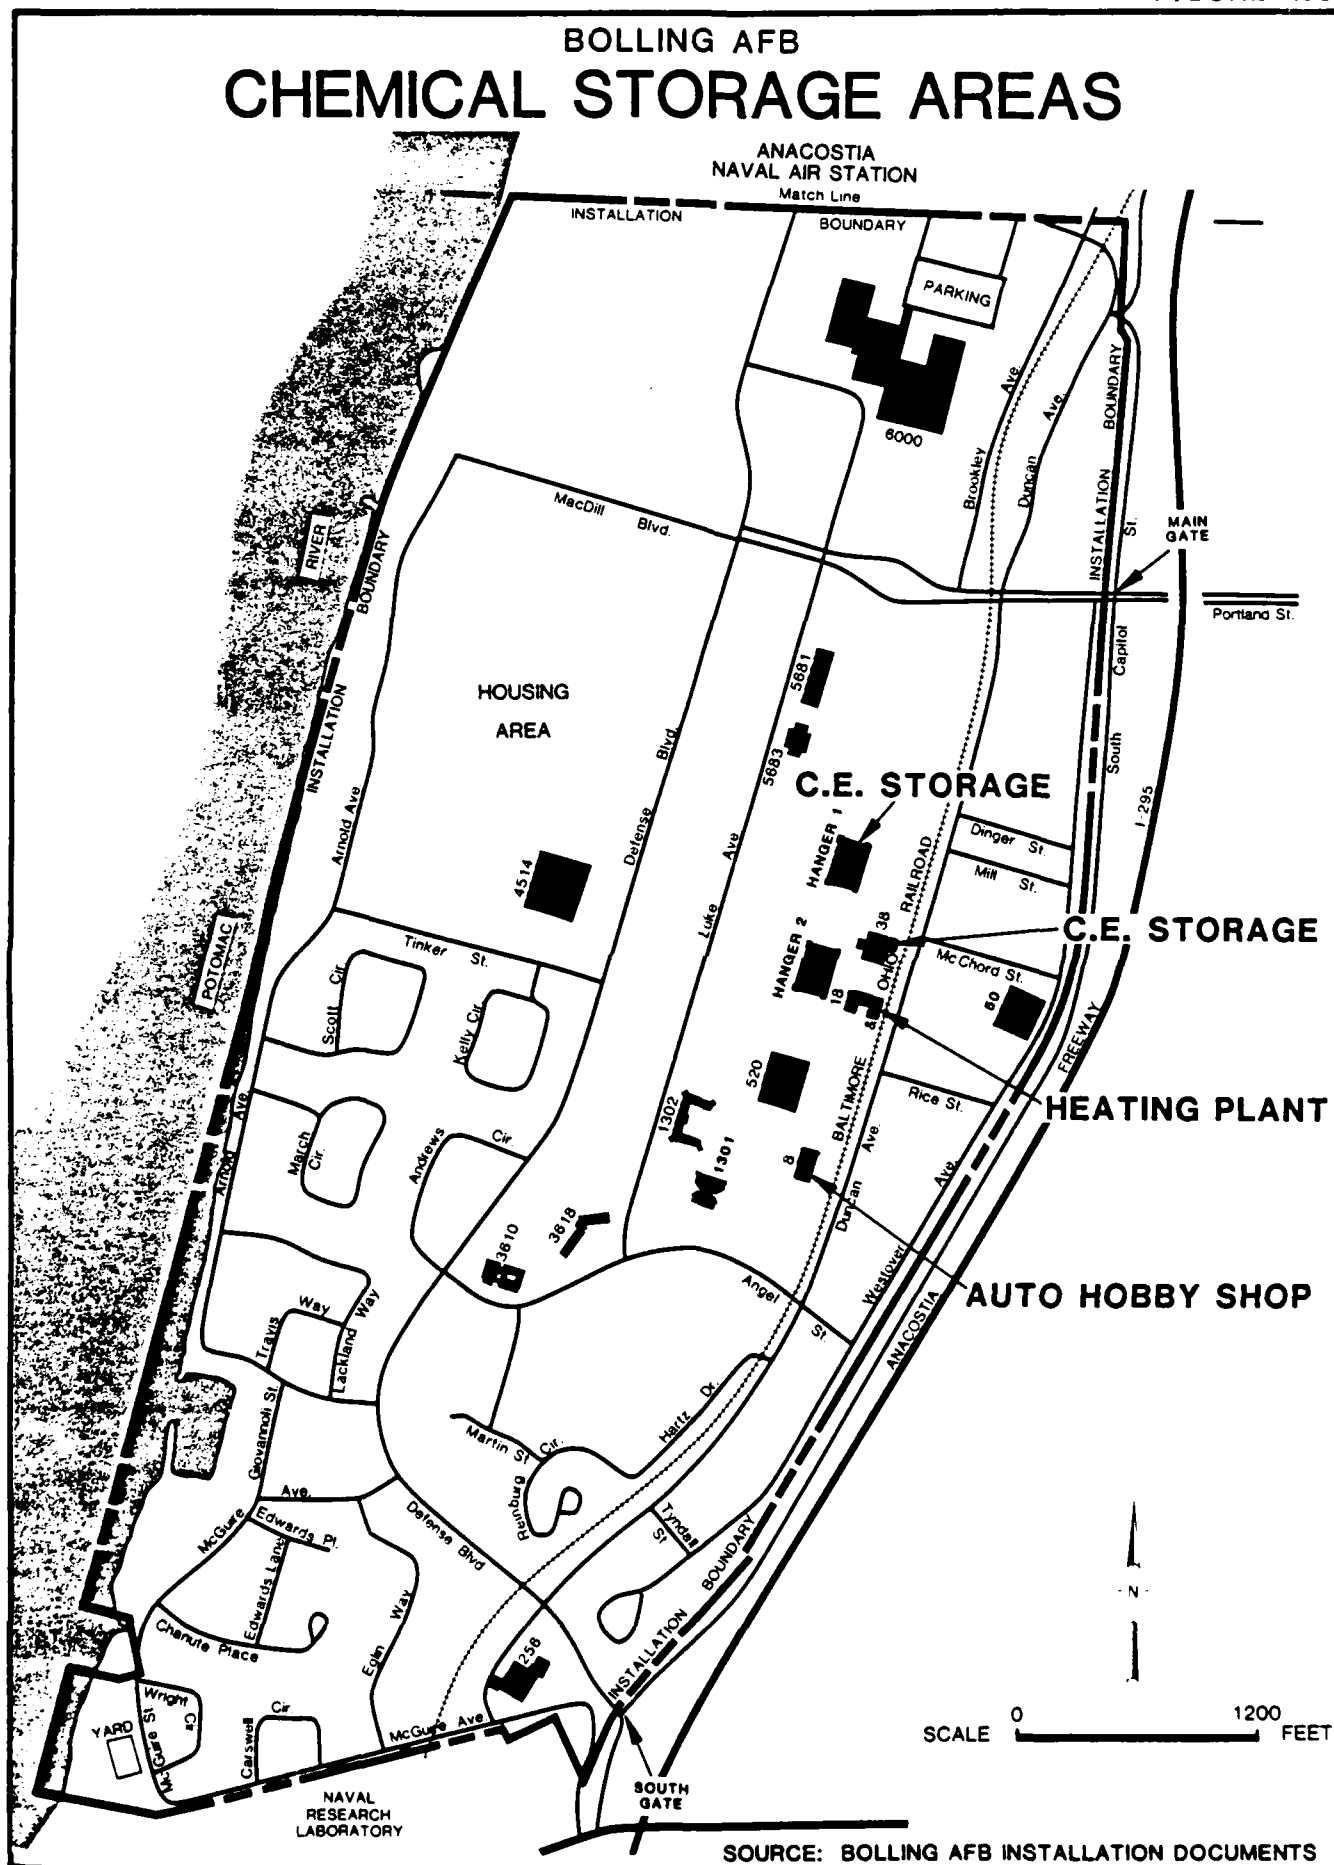 BOLLING AFB
CHEMICAL STORAGE AREAS
ANACOSTIA
NAVAL AIR STATION
Match Line
INSTALLATION
BOUNDARY
PARKING
6000
Brookley
Ave.
Duncan
Ave.
INSTALLATION
BOUNDARY
MacDill
Blvd.
St.
MAIN
GATE
Portland St.
RIVER
BOUNDARY
INSTALLATION
HOUSING
AREA
5681
5683
Capitol
South
I-295
C.E. STORAGE
HANGER 1
Arnold Ave
Defense
Blvd.
Luke
Ave
4514
RAILROAD
Dinger St.
Mill St.
38
C.E. STORAGE
POTOMAC
Tinker St.
HANGER 2
OHIO
Mc Chord St.
Scott Cir
Kelly Cir.
18
&
60
FREEWAY
520
BALTIMORE
Rice St.
HEATING PLANT
1302
1301
8
Ave.
Duncan
Arnold Ave.
March
Cir.
Andrews
Cir.
Westover
Ave.
3610
3618
Angel
St.
ANACOSTIA
AUTO HOBBY SHOP
Travis
Way
Lackland
Way
Giovannoli St.
Martin St
Cir.
Reinburg
Hartz Dr.
McGuire
Ave.
Edwards Pl.
Edwards Lane
Defense Blvd
Tyndall
St
BOUNDARY
INSTALLATION
Chanute Place
Eglin
Way
N
256
Wright
Cir
YARD
McGuire St
Carswell
Cir
McGuire Ave.
SCALE
0
1200
FEET
NAVAL
RESEARCH
LABORATORY
SOUTH
GATE
SOURCE: BOLLING AFB INSTALLATION DOCUMENTS